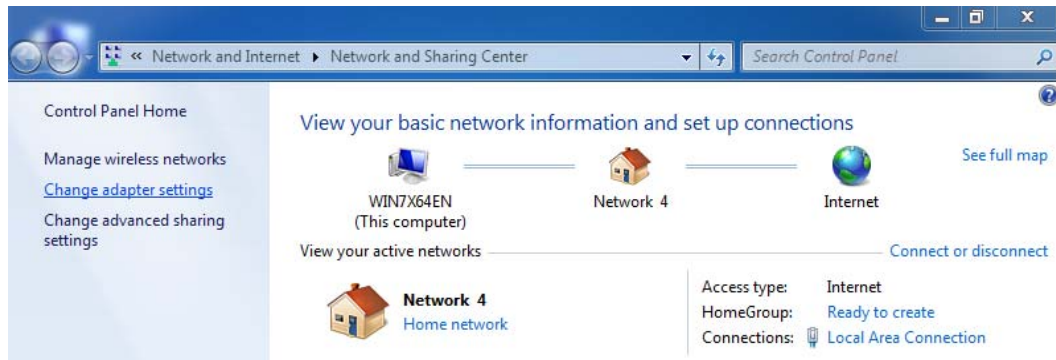 « Network and Internet ▸ Network and Sharing Center
Search Control Panel
Control Panel Home
Manage wireless networks
Change adapter settings
Change advanced sharing
settings
View your basic network information and set up connections
See full map
WIN7X64EN
(This computer)
Network 4
Internet
View your active networks
Connect or disconnect
Network 4
Home network
Access type: Internet
HomeGroup: Ready to create
Connections: Local Area Connection